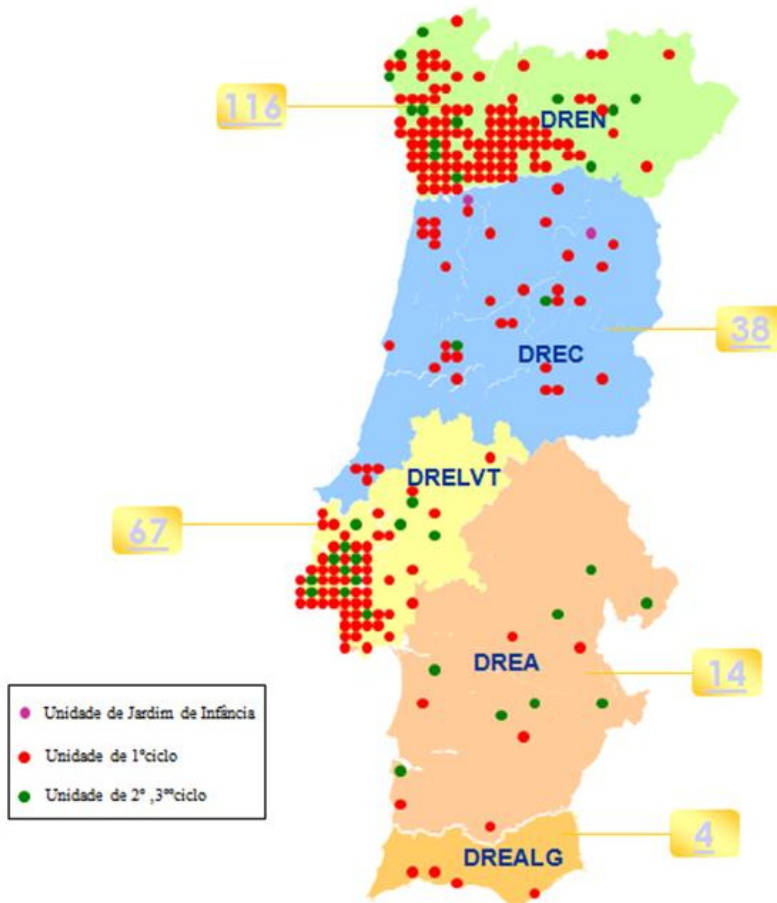 116
DREN
38
DREC
DRELVT
67
DREA
14
Unidade de Jardim de Infância
Unidade de 1ºciclo
Unidade de 2º ,3ººciclo
DREALG
4